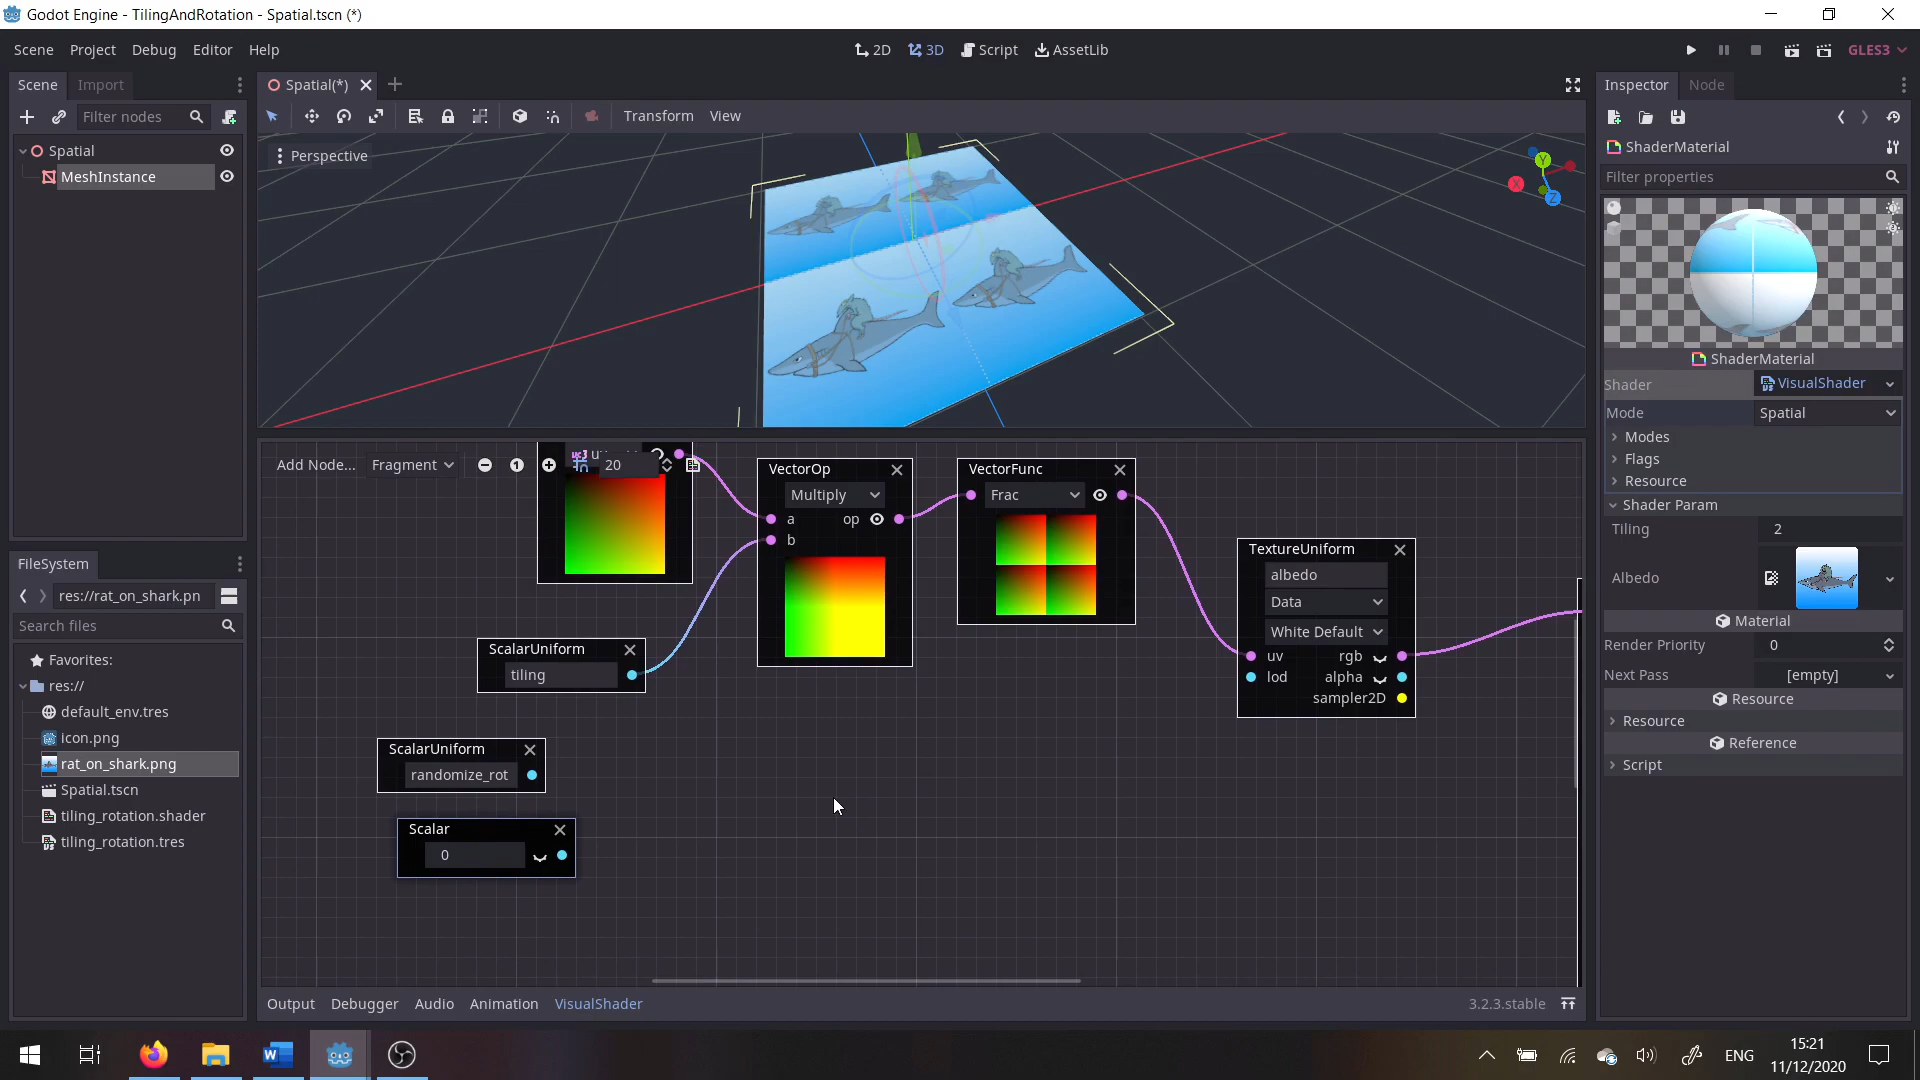 Godot Engine - TilingAndRotation - Spatial.tscn (*)
Scene Project Debug Editor Help
2D 3D Script AssetLib
GLES3
Scene Import
Spatial(*)
Inspector Node
Filter nodes
Transform View
Spatial
MeshInstance
Perspective
Y
X
Z
ShaderMaterial
Filter properties
ShaderMaterial
Shader VisualShader
Mode Spatial
Modes
Flags
Resource
Shader Param
Tiling 2
Albedo
Material
Render Priority 0
Next Pass [empty]
Resource
Resource
Reference
Script
FileSystem
res://rat_on_shark.pn
Search files
Favorites:
res://
default_env.tres
icon.png
rat_on_shark.png
Spatial.tscn
tiling_rotation.shader
tiling_rotation.tres
Add Node... Fragment 20
VectorOp
Multiply
a op
b
VectorFunc
Frac
TextureUniform
albedo
Data
White Default
uv rgb
lod alpha
sampler2D
ScalarUniform
tiling
ScalarUniform
randomize_rot
Scalar
0
Output Debugger Audio Animation VisualShader
3.2.3.stable
ENG
15:21
11/12/2020